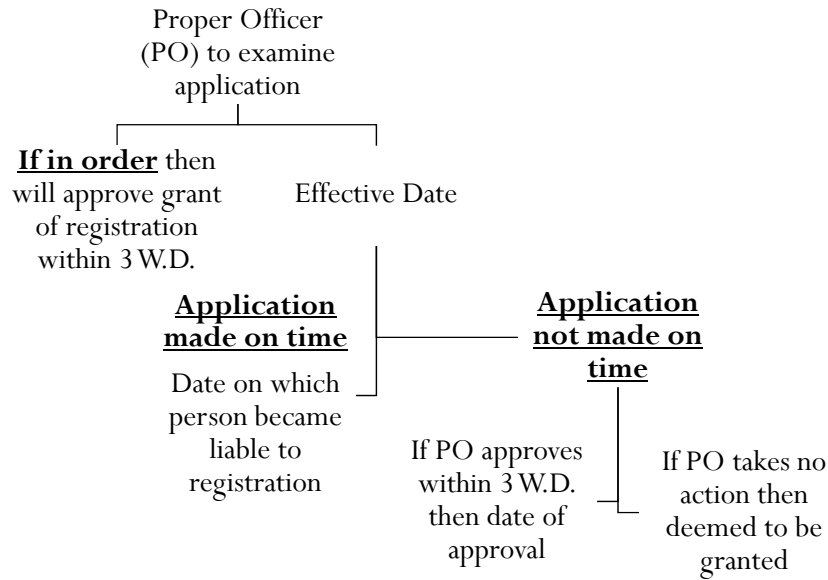 Proper Officer
(PO) to examine
application
If in order then
will approve grant
of registration
within 3 W.D.
Effective Date
Application
made on time
Date on which
person became
liable to
registration
Application
not made on
time
If PO approves
within 3 W.D.
then date of
approval
If PO takes no
action then
deemed to be
granted